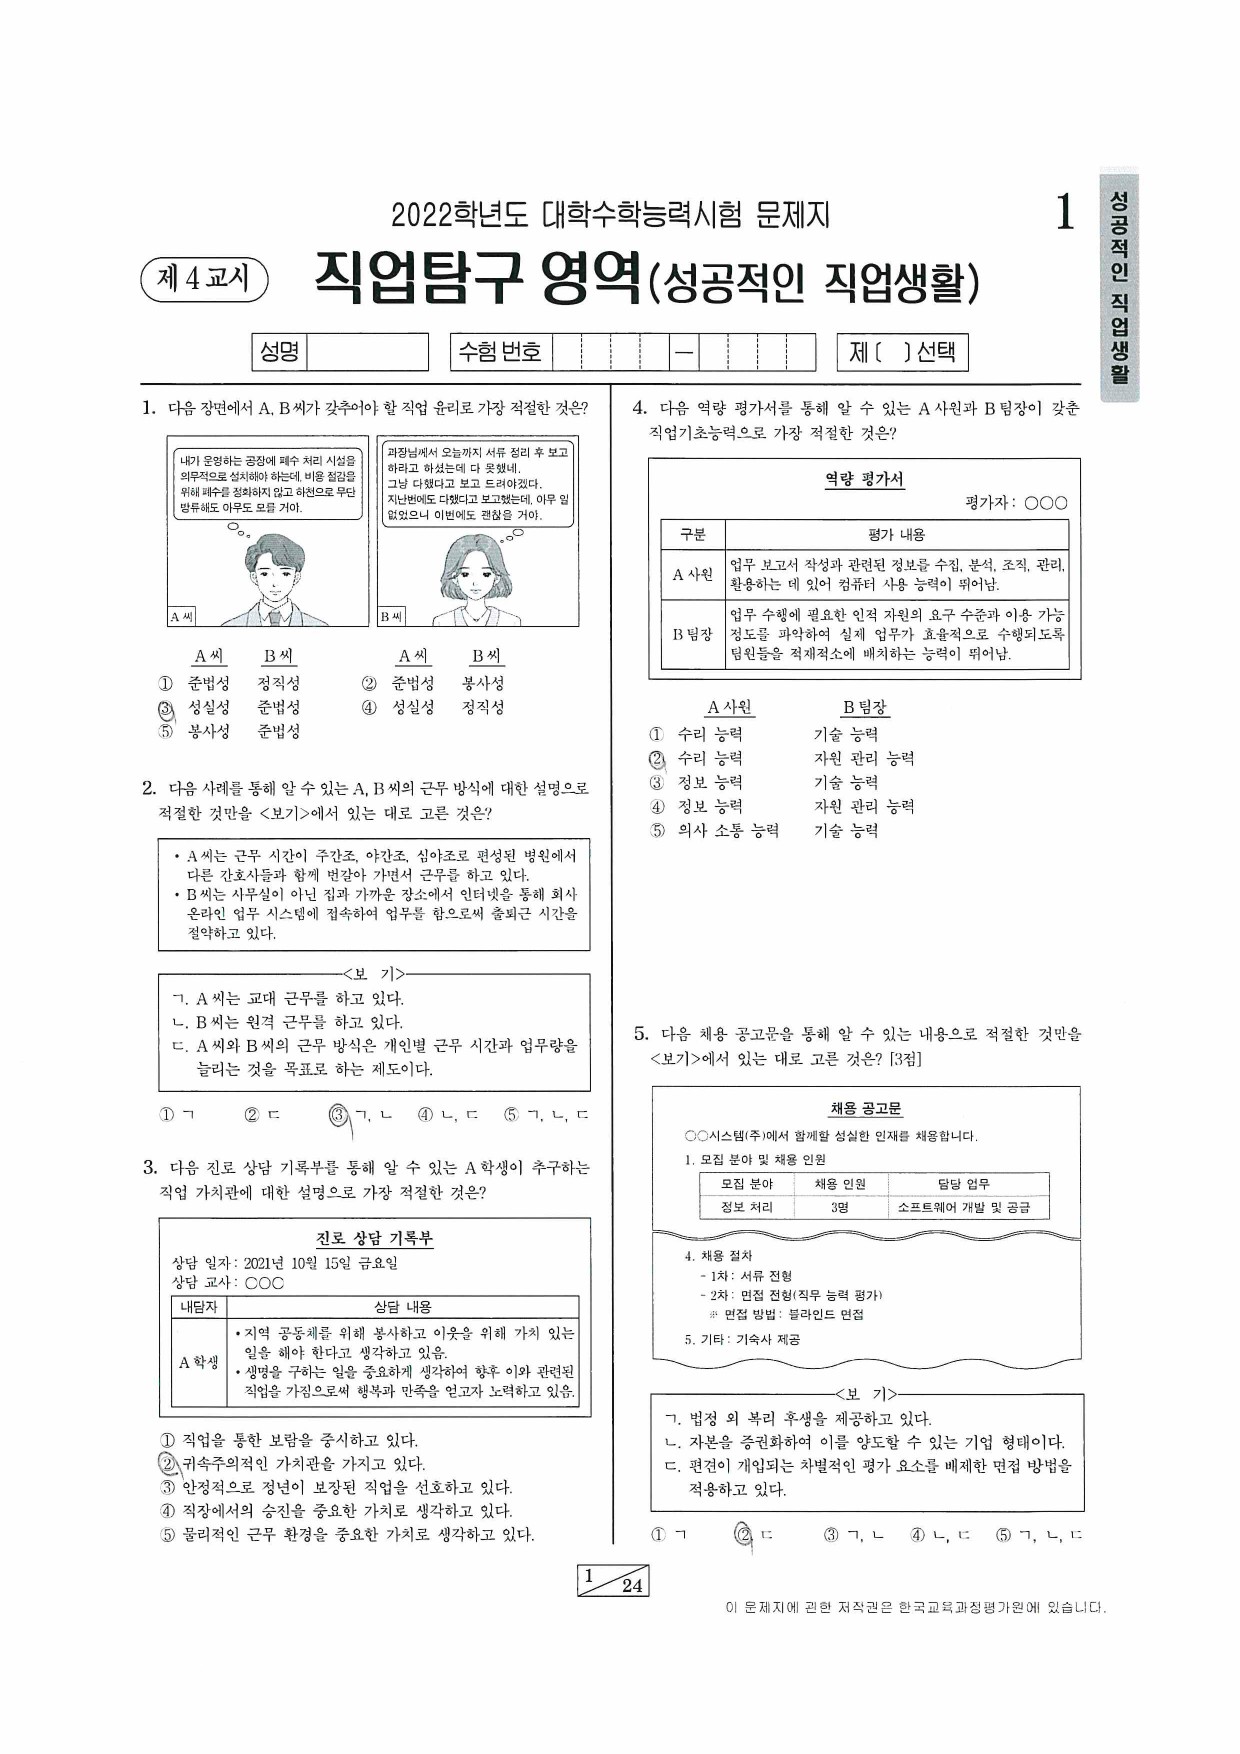 2022학년도 대학수학능력시험 문제지
1
성공적인 직업생활
제 4 교시
직업탐구 영역(성공적인 직업생활)
성명
수험 번호
—
제 ( ) 선택
1. 다음 장면에서 A, B 씨가 갖추어야 할 직업 윤리로 가장 적절한 것은?
내가 운영하는 공장에 폐수 처리 시설을
의무적으로 설치해야 하는데, 비용 절감을
위해 폐수를 정화하지 않고 하천으로 무단
방류해도 아무도 모를 거야.
A 씨
과장님께서 오늘까지 서류 정리 후 보고
하라고 하셨는데 다 못했네.
그냥 다했다고 보고 드려야겠다.
지난번에도 다했다고 보고했는데, 아무 일
없었으니 이번에도 괜찮을 거야.
B 씨
A 씨 B 씨 A 씨 B 씨
① 준법성 정직성 ② 준법성 봉사성
③ 성실성 준법성 ④ 성실성 정직성
⑤ 봉사성 준법성
2. 다음 사례를 통해 알 수 있는 A, B 씨의 근무 방식에 대한 설명으로
적절한 것만을 <보기>에서 있는 대로 고른 것은?
• A 씨는 근무 시간이 주간조, 야간조, 심야조로 편성된 병원에서
다른 간호사들과 함께 번갈아 가면서 근무를 하고 있다.
• B 씨는 사무실이 아닌 집과 가까운 장소에서 인터넷을 통해 회사
온라인 업무 시스템에 접속하여 업무를 함으로써 출퇴근 시간을
절약하고 있다.
<보 기>
ㄱ. A 씨는 교대 근무를 하고 있다.
ㄴ. B 씨는 원격 근무를 하고 있다.
ㄷ. A 씨와 B 씨의 근무 방식은 개인별 근무 시간과 업무량을
늘리는 것을 목표로 하는 제도이다.
① ㄱ ② ㄷ ③ ㄱ, ㄴ ④ ㄴ, ㄷ ⑤ ㄱ, ㄴ, ㄷ
3. 다음 진로 상담 기록부를 통해 알 수 있는 A 학생이 추구하는
직업 가치관에 대한 설명으로 가장 적절한 것은?
진로 상담 기록부
상담 일자 : 2021년 10월 15일 금요일
상담 교사 : ○○○
내담자 상담 내용
A 학생
• 지역 공동체를 위해 봉사하고 이웃을 위해 가치 있는
일을 해야 한다고 생각하고 있음.
• 생명을 구하는 일을 중요하게 생각하여 향후 이와 관련된
직업을 가짐으로써 행복과 만족을 얻고자 노력하고 있음.
① 직업을 통한 보람을 중시하고 있다.
② 귀속주의적인 가치관을 가지고 있다.
③ 안정적으로 정년이 보장된 직업을 선호하고 있다.
④ 직장에서의 승진을 중요한 가치로 생각하고 있다.
⑤ 물리적인 근무 환경을 중요한 가치로 생각하고 있다.
4. 다음 역량 평가서를 통해 알 수 있는 A 사원과 B 팀장이 갖춘
직업기초능력으로 가장 적절한 것은?
역량 평가서
평가자 : ○○○
구분 평가 내용
A 사원
업무 보고서 작성과 관련된 정보를 수집, 분석, 조직, 관리,
활용하는 데 있어 컴퓨터 사용 능력이 뛰어남.
B 팀장
업무 수행에 필요한 인적 자원의 요구 수준과 이용 가능
정도를 파악하여 실제 업무가 효율적으로 수행되도록
팀원들을 적재적소에 배치하는 능력이 뛰어남.
A 사원 B 팀장
① 수리 능력 기술 능력
② 수리 능력 자원 관리 능력
③ 정보 능력 기술 능력
④ 정보 능력 자원 관리 능력
⑤ 의사 소통 능력 기술 능력
5. 다음 채용 공고문을 통해 알 수 있는 내용으로 적절한 것만을
<보기>에서 있는 대로 고른 것은? [3점]
채용 공고문
○○시스템(주)에서 함께할 성실한 인재를 채용합니다.
1. 모집 분야 및 채용 인원
모집 분야 채용 인원 담당 업무
정보 처리 3명 소프트웨어 개발 및 공급
4. 채용 절차
- 1차 : 서류 전형
- 2차 : 면접 전형(직무 능력 평가)
※ 면접 방법 : 블라인드 면접
5. 기타 : 기숙사 제공
<보 기>
ㄱ. 법정 외 복리 후생을 제공하고 있다.
ㄴ. 자본을 증권화하여 이를 양도할 수 있는 기업 형태이다.
ㄷ. 편견이 개입되는 차별적인 평가 요소를 배제한 면접 방법을
적용하고 있다.
① ㄱ ② ㄷ ③ ㄱ, ㄴ ④ ㄴ, ㄷ ⑤ ㄱ, ㄴ, ㄷ
1
24
이 문제지에 관한 저작권은 한국교육과정평가원에 있습니다.